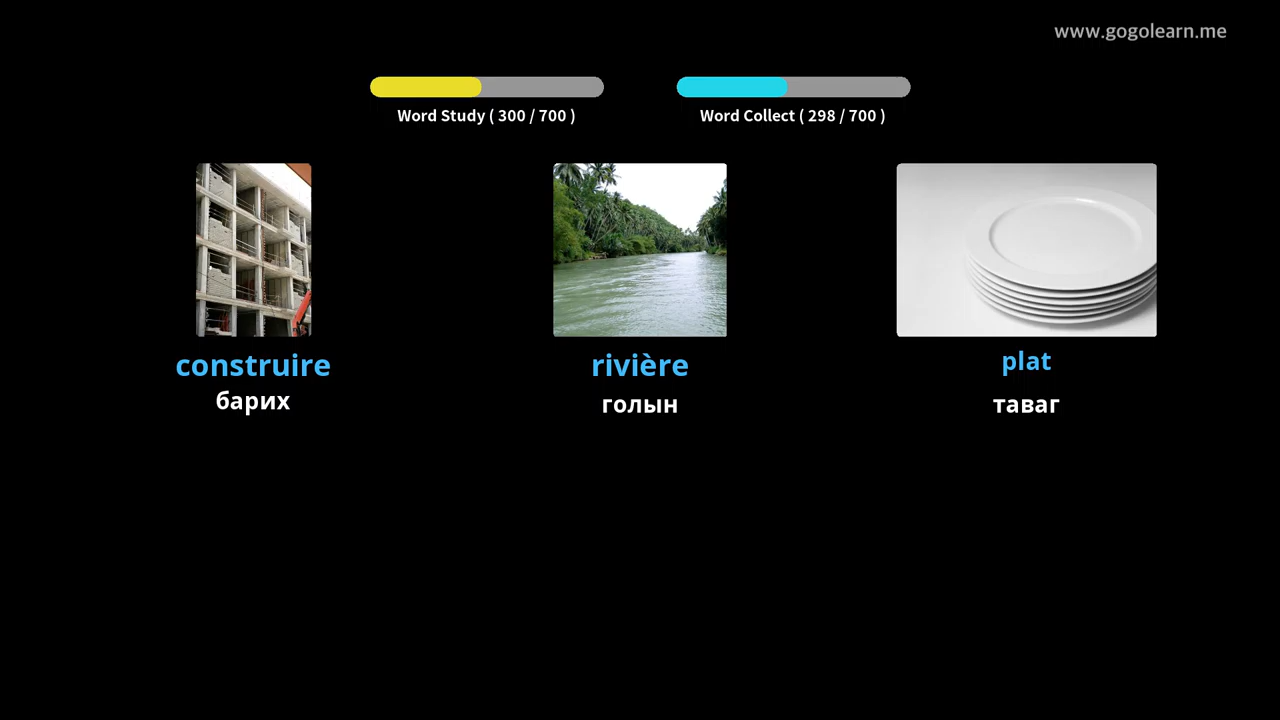 www.gogolearn.me
Word Study ( 300 / 700 )
Word Collect ( 298 / 700 )
construire
rivière
plat
барих
голын
таваг